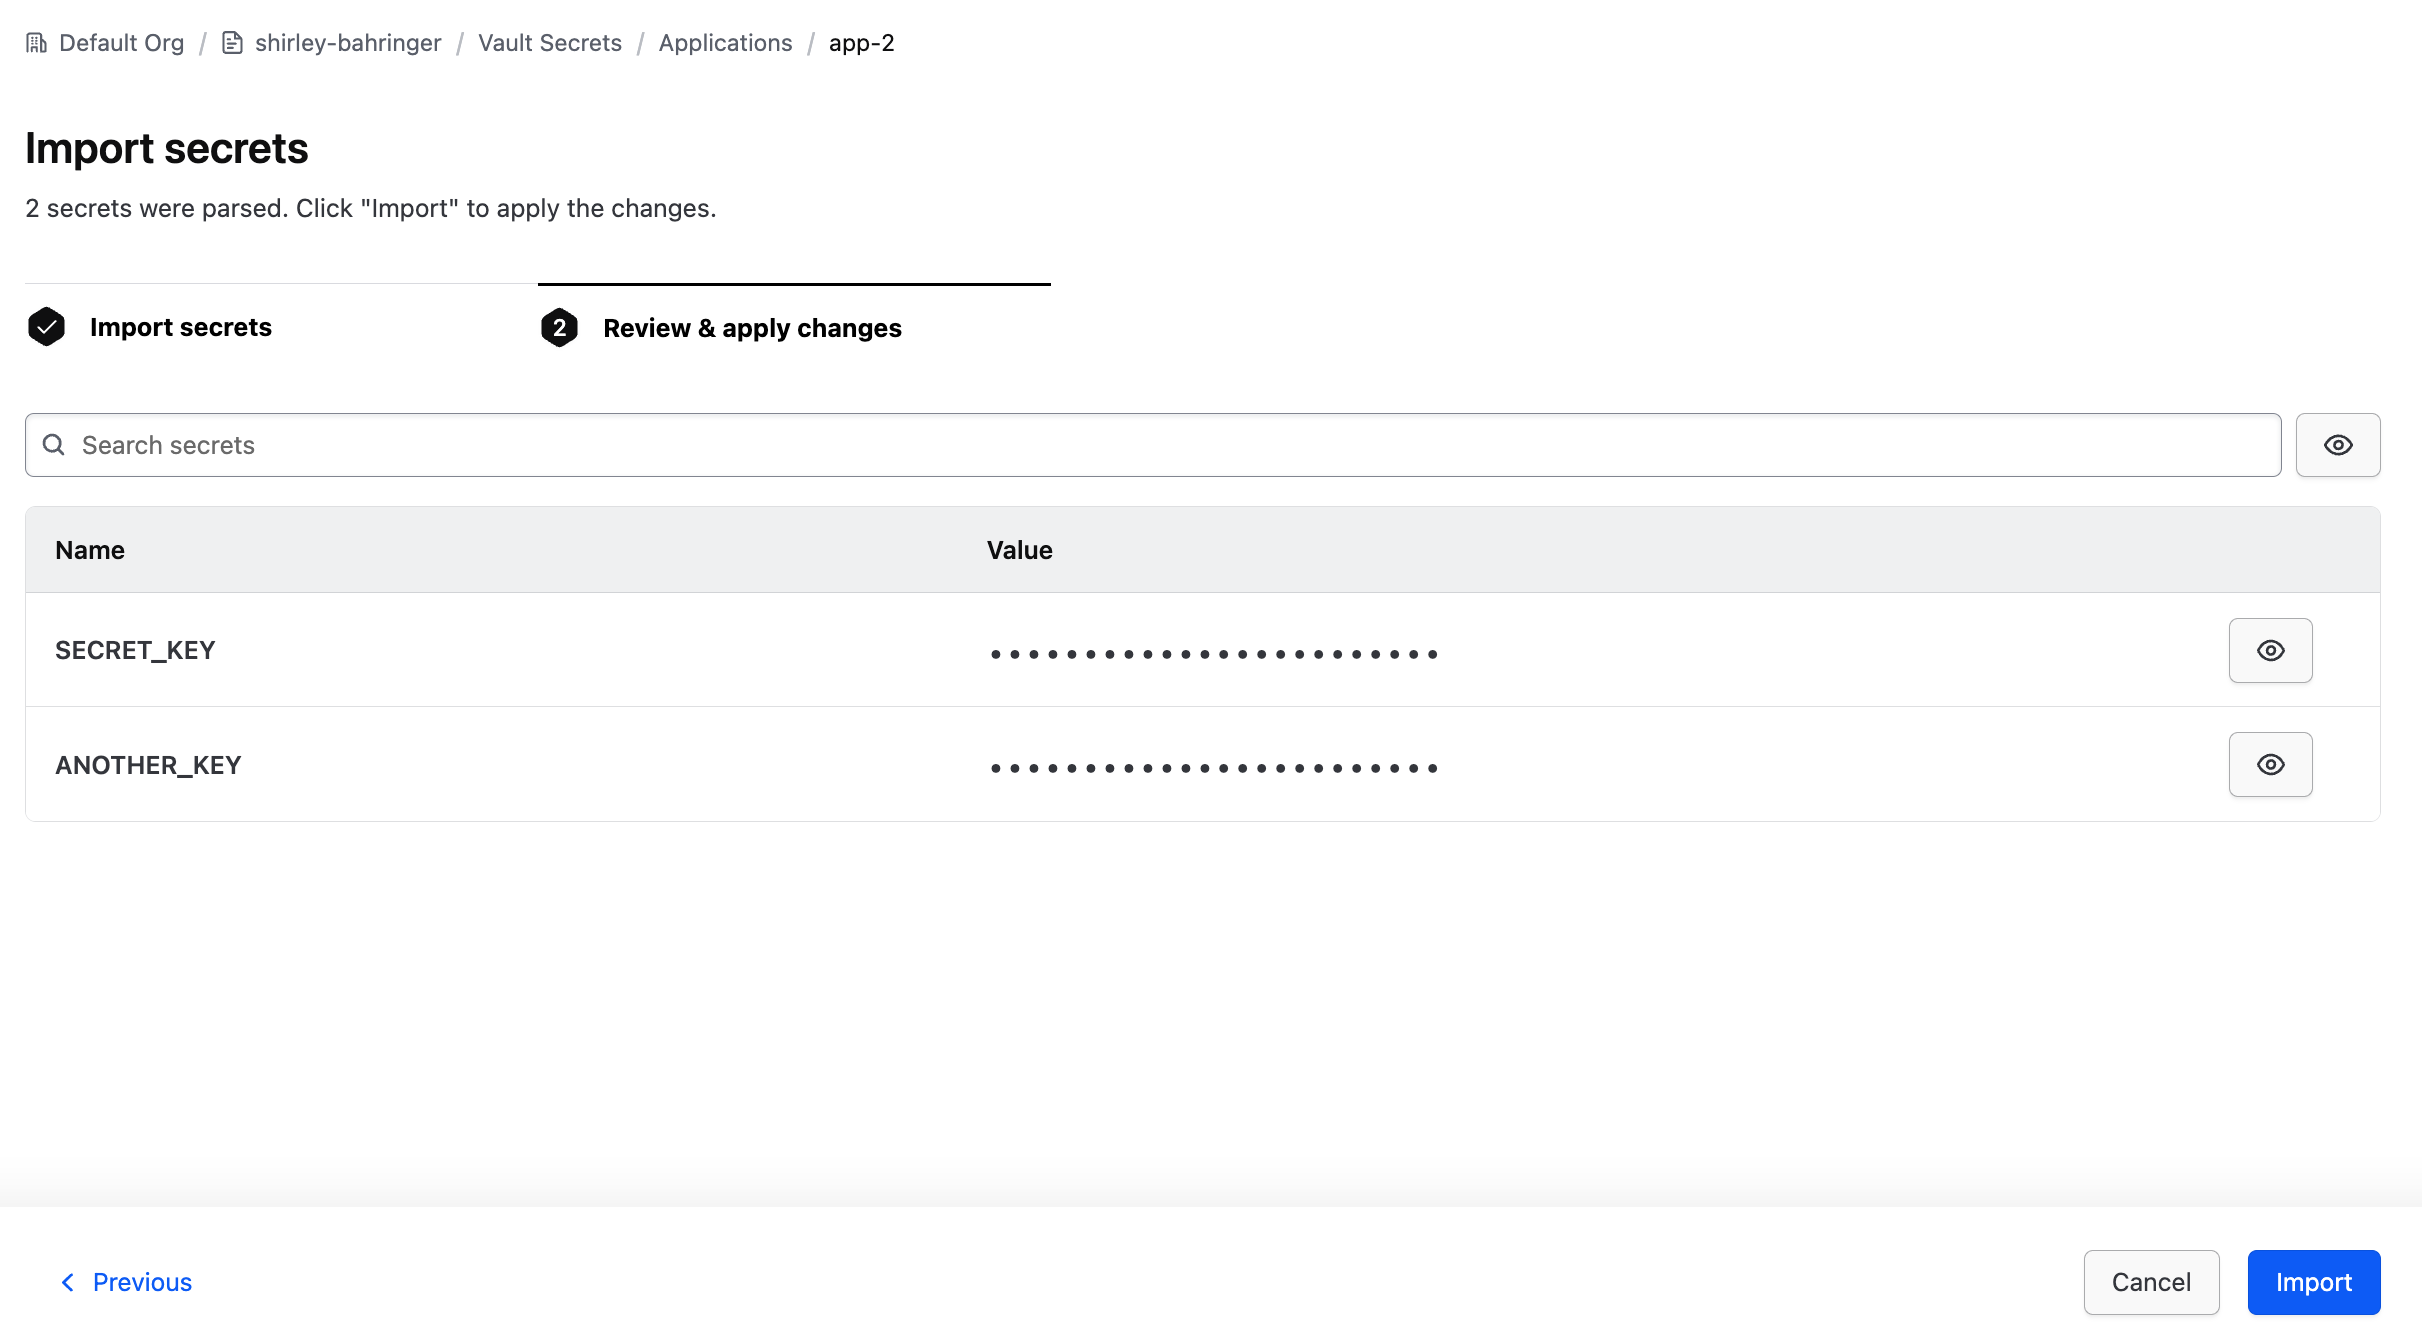 Default Org / shirley-bahringer / Vault Secrets / Applications / app-2
Import secrets
2 secrets were parsed. Click "Import" to apply the changes.
Import secrets
2 Review & apply changes
Search secrets
Name Value
SECRET_KEY ••••••••••••••••••••••••
ANOTHER_KEY ••••••••••••••••••••••••
Previous Cancel Import